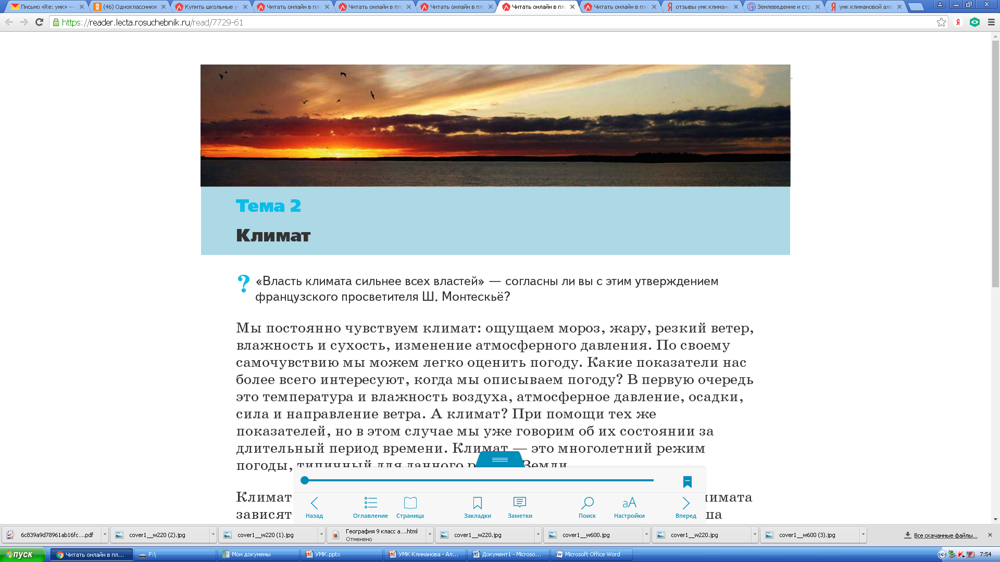 Письмо «Re: умк» —
(46) Одноклассники
Купить школьные у
Читать онлайн в пл
Читать онлайн в пл
Читать онлайн в пл
Читать онлайн в пл
Читать онлайн в пл
отзывы умк климан
Землеведение и стр
умк климановой але
https://reader.lecta.rosuchebnik.ru/read/7729-61
Тема 2
Климат
? «Власть климата сильнее всех властей» — согласны ли вы с этим утверждением
французского просветителя Ш. Монтескьё?
Мы постоянно чувствуем климат: ощущаем мороз, жару, резкий ветер,
влажность и сухость, изменение атмосферного давления. По своему
самочувствию мы можем легко оценить погоду. Какие показатели нас
более всего интересуют, когда мы описываем погоду? В первую очередь
это температура и влажность воздуха, атмосферное давление, осадки,
сила и направление ветра. А климат? При помощи тех же
показателей, но в этом случае мы уже говорим об их состоянии за
длительный период времени. Климат — это многолетний режим
погоды, типичный для данного Земли
Климат лимата
зависят ша
Назад
Оглавление
Страница
Закладки
Заметки
Поиск
аА
Настройки
Вперед
6c839a9d78961ab16fc....pdf
cover1__w220 (2).jpg
cover1__w220 (1).jpg
География 9 класс а....html
Отменено
cover1__w220.jpg
cover1__w600.jpg
cover1__w220.jpg
cover1__w600 (3).jpg
Все скачанные файлы...
пуск
Читать онлайн в пл...
F:\
Мои докумены
УМК.pptx
УМК Климанова - Ал...
Документ1 - Microso...
Microsoft Office Word
7:54